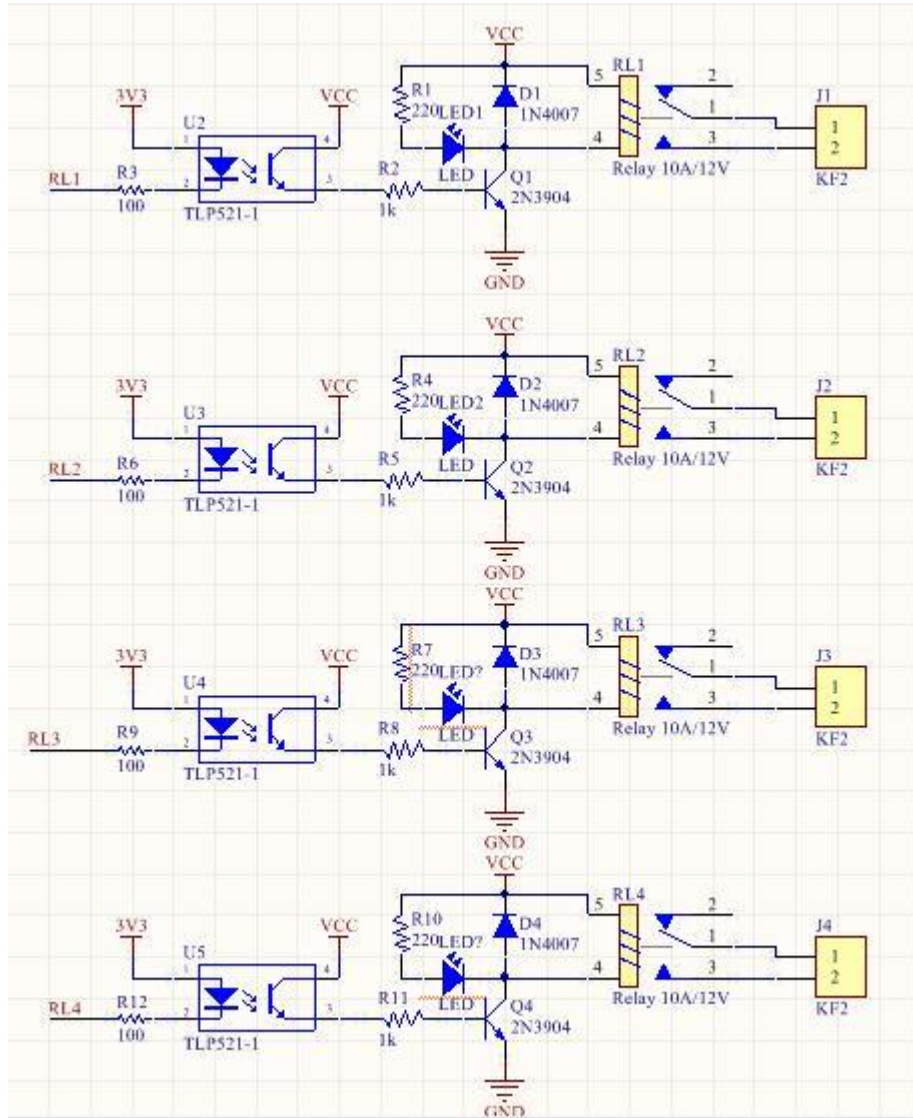 VCC
RL1
5
2
R1
D1
J1
3V3
VCC
220
LED1
1N4007
1
1
U2
1
4
4
3
2
RL1
R3
2
3
R2
LED
Q1
Relay 10A/12V
KF2
100
TLP521-1
1k
2N3904
GND
VCC
RL2
5
2
R4
D2
J2
3V3
VCC
220
LED2
1N4007
1
1
U3
1
4
4
3
2
RL2
R6
2
3
R5
LED
Q2
Relay 10A/12V
KF2
100
TLP521-1
1k
2N3904
GND
VCC
RL3
5
2
R7
D3
J3
3V3
VCC
220
LED?
1N4007
1
1
U4
1
4
4
3
2
RL3
R9
2
3
R8
LED
Q3
Relay 10A/12V
KF2
100
TLP521-1
1k
2N3904
GND
VCC
RL4
5
2
R10
D4
J4
3V3
VCC
220
LED?
1N4007
1
1
U5
1
4
4
3
2
RL4
R12
2
3
R11
LED
Q4
Relay 10A/12V
KF2
100
TLP521-1
1k
2N3904
GND